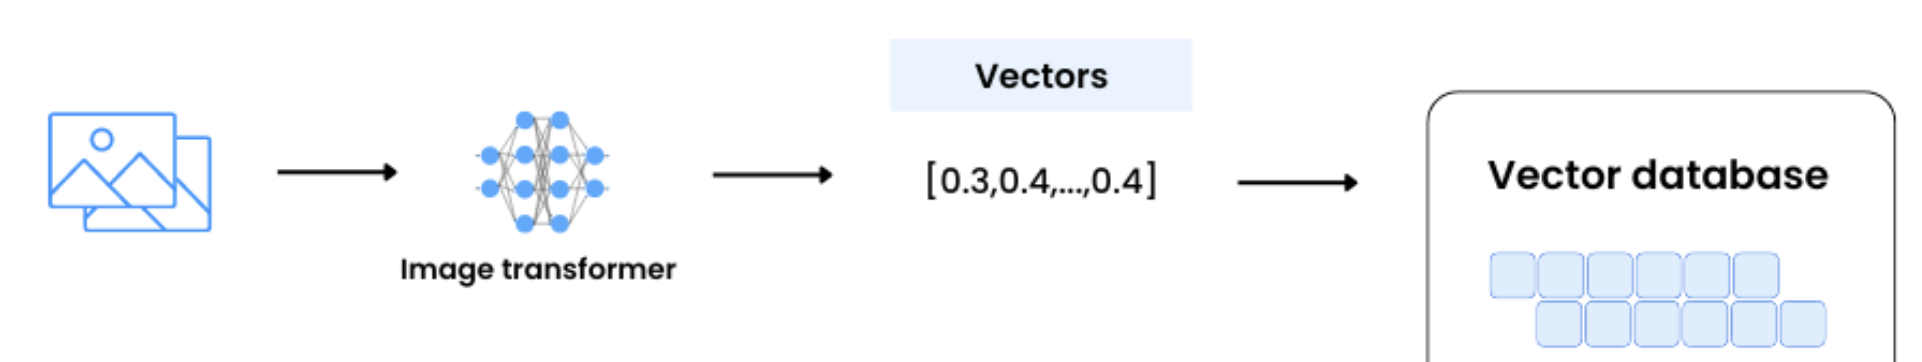 Vectors
[0.3,0.4,...,0.4]
Vector database
Image transformer